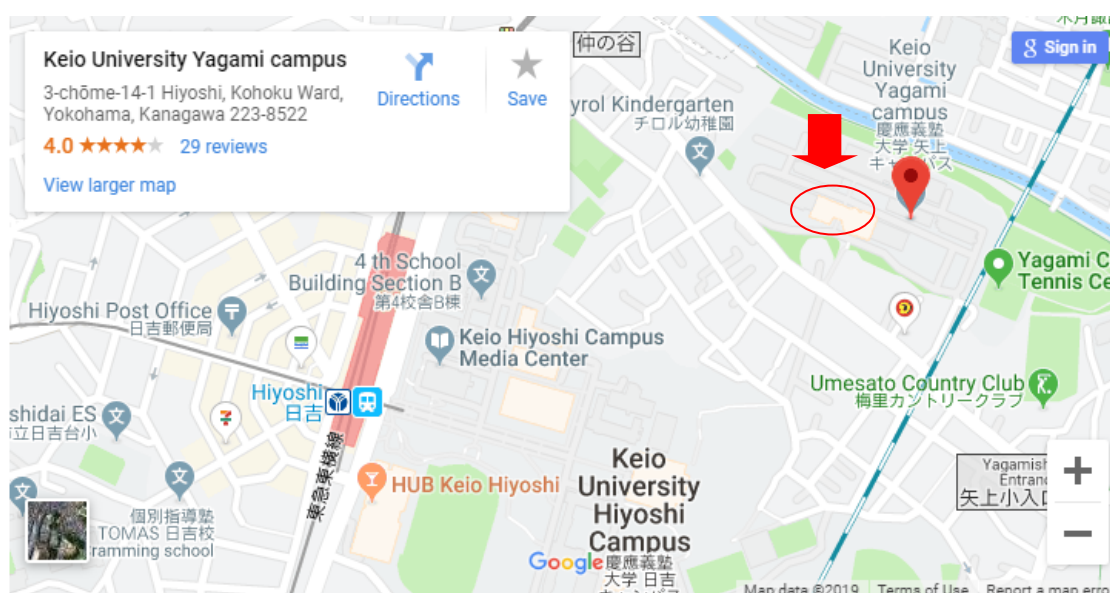 Keio University Yagami campus
3-chōme-14-1 Hiyoshi, Kohoku Ward,
Yokohama, Kanagawa 223-8522
4.0
29 reviews
View larger map
Directions
Save
仲の谷
Keio
University
Yagami
campus
慶應義塾
大学 矢上
キャンパス
Sign in
yrol Kindergarten
チロル幼稚園
4 th School
Building Section B
第4校舎B棟
Hiyoshi Post Office
日吉郵便局
Keio Hiyoshi Campus
Media Center
Yagami C
Tennis Ce
Hiyoshi
日吉
Umesato Country Club
梅里カントリークラブ
shidai ES
立日吉台小
東急東横線
HUB Keio Hiyoshi
Keio
University
Hiyoshi
Campus
慶應義塾
大学 日吉
Yagamish
Entran
矢上小入口
個別指導塾
TOMAS 日吉校
ramming school
Google
Map data ©2019
Terms of Use
Report a map erro